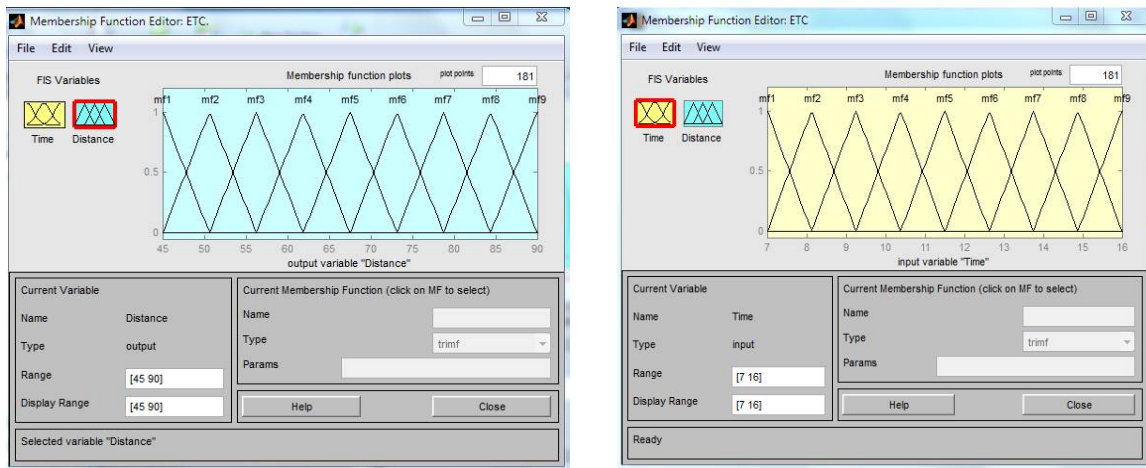 Membership Function Editor: ETC.
File Edit View
FIS Variables
Membership function plots
plot points:
181
Time Distance
mf1 mf2 mf3 mf4 mf5 mf6 mf7 mf8 mf9
1
0.5
0
45 50 55 60 65 70 75 80 85 90
output variable "Distance"
Current Variable
Name Distance
Type output
Range [45 90]
Display Range [45 90]
Current Membership Function (click on MF to select)
Name
Type trimf
Params
Help Close
Selected variable "Distance"
Membership Function Editor: ETC
File Edit View
FIS Variables
Membership function plots
plot points:
181
Time Distance
mf1 mf2 mf3 mf4 mf5 mf6 mf7 mf8 mf9
1
0.5
0
7 8 9 10 11 12 13 14 15 16
input variable "Time"
Current Variable
Name Time
Type input
Range [7 16]
Display Range [7 16]
Current Membership Function (click on MF to select)
Name
Type trimf
Params
Help Close
Ready